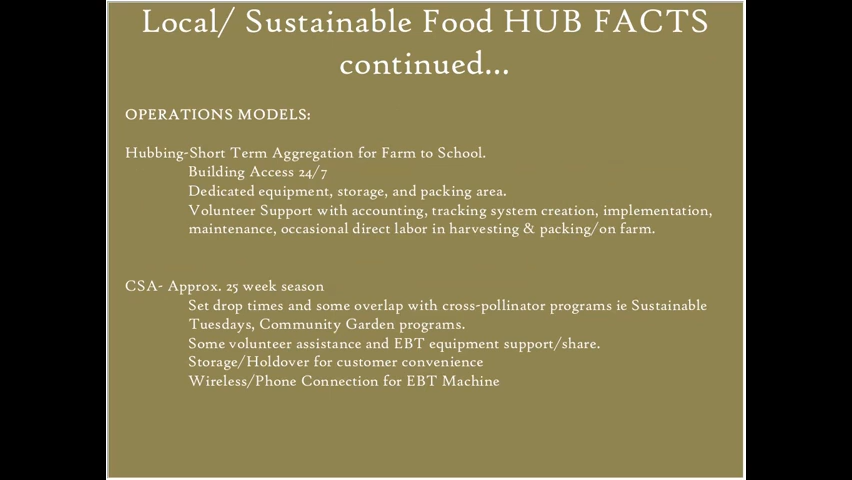 Local/ Sustainable Food HUB FACTS
continued...
OPERATIONS MODELS:
Hubbing-Short Term Aggregation for Farm to School.
Building Access 24/7
Dedicated equipment, storage, and packing area.
Volunteer Support with accounting, tracking system creation, implementation,
maintenance, occasional direct labor in harvesting & packing/on farm.
CSA- Approx. 25 week season
Set drop times and some overlap with cross-pollinator programs ie Sustainable
Tuesdays, Community Garden programs.
Some volunteer assistance and EBT equipment support/share.
Storage/Holdover for customer convenience
Wireless/Phone Connection for EBT Machine